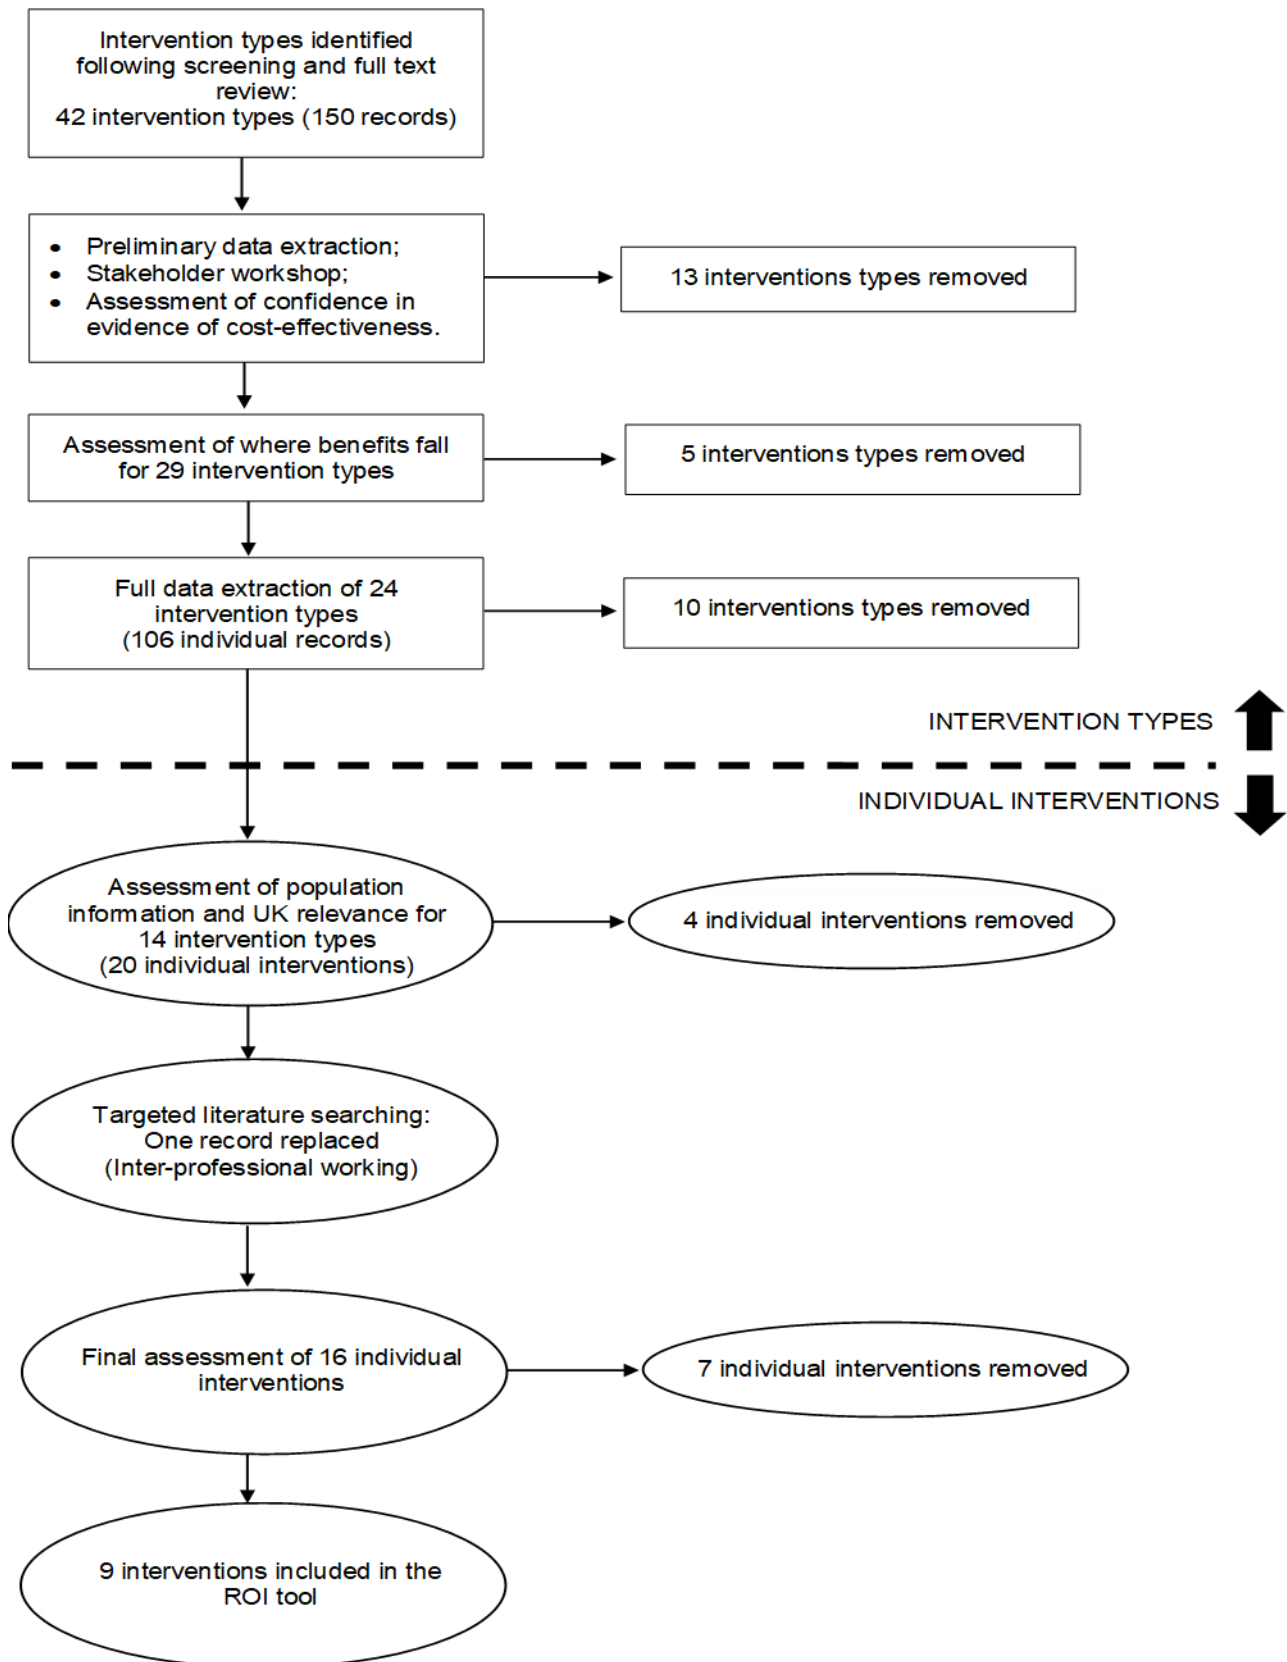 Intervention types identified
following screening and full text
review:
42 intervention types (150 records)
• Preliminary data extraction;
• Stakeholder workshop;
• Assessment of confidence in
evidence of cost-effectiveness.
13 interventions types removed
Assessment of where benefits fall
for 29 intervention types
5 interventions types removed
Full data extraction of 24
intervention types
(106 individual records)
10 interventions types removed
INTERVENTION TYPES
INDIVIDUAL INTERVENTIONS
Assessment of population
information and UK relevance for
14 intervention types
(20 individual interventions)
4 individual interventions removed
Targeted literature searching:
One record replaced
(Inter-professional working)
Final assessment of 16 individual
interventions
7 individual interventions removed
9 interventions included in the
ROI tool